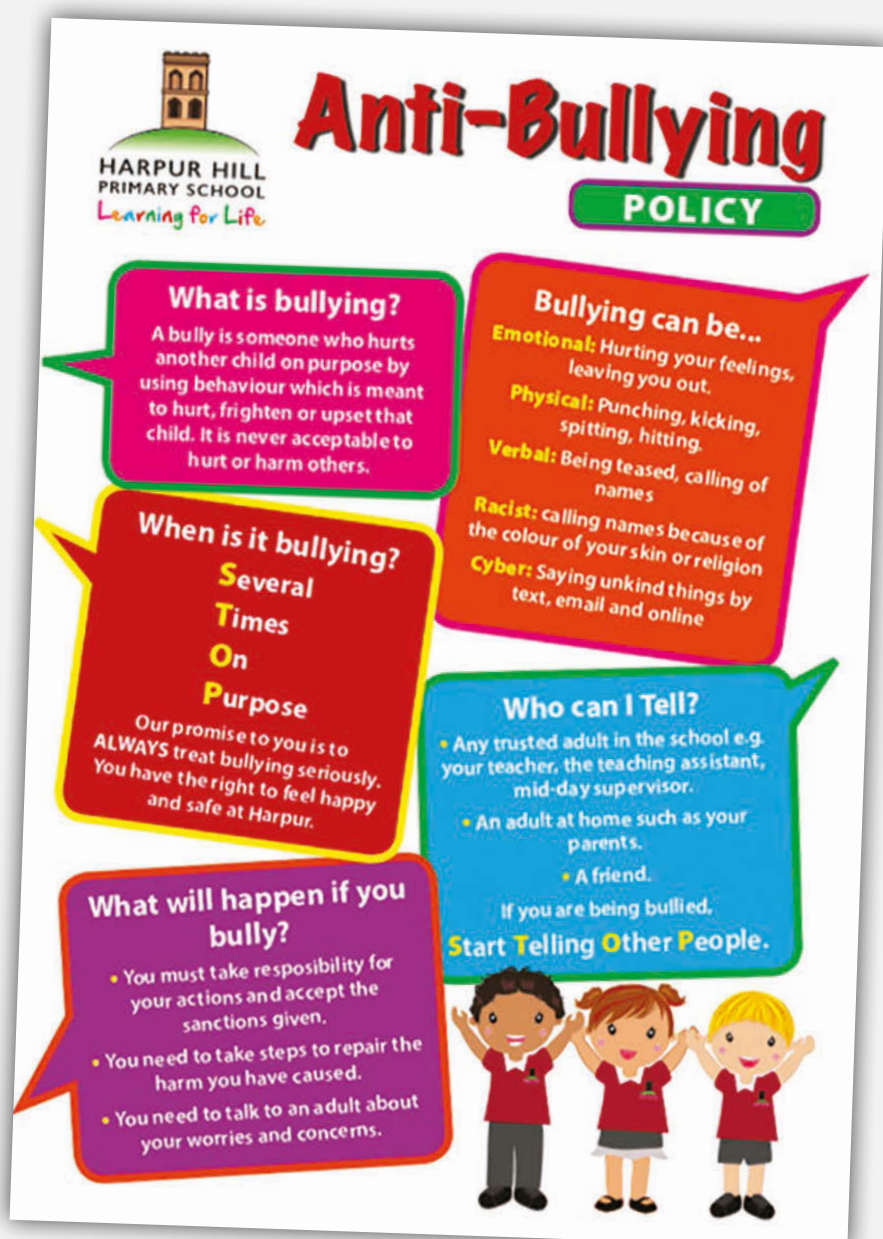 HARPUR HILL
PRIMARY SCHOOL
Learning for Life
Anti-Bullying
POLICY
What is bullying?
A bully is someone who hurts
another child on purpose by
using behaviour which is meant
to hurt, frighten or upset that
child. It is never acceptable to
hurt or harm others.
Bullying can be...
Emotional: Hurting your feelings,
leaving you out.
Physical: Punching, kicking,
spitting, hitting.
Verbal: Being teased, calling of
names
Racist: calling names because of
the colour of your skin or religion
Cyber: Saying unkind things by
text, email and online
When is it bullying?
Several
Times
On
Purpose
Our promise to you is to
ALWAYS treat bullying seriously.
You have the right to feel happy
and safe at Harpur.
Who can I Tell?
• Any trusted adult in the school e.g.
your teacher, the teaching assistant,
mid-day supervisor.
• An adult at home such as your
parents.
• A friend.
If you are being bullied,
Start Telling Other People.
What will happen if you
bully?
• You must take resposibility for
your actions and accept the
sanctions given.
• You need to take steps to repair the
harm you have caused.
• You need to talk to an adult about
your worries and concerns.